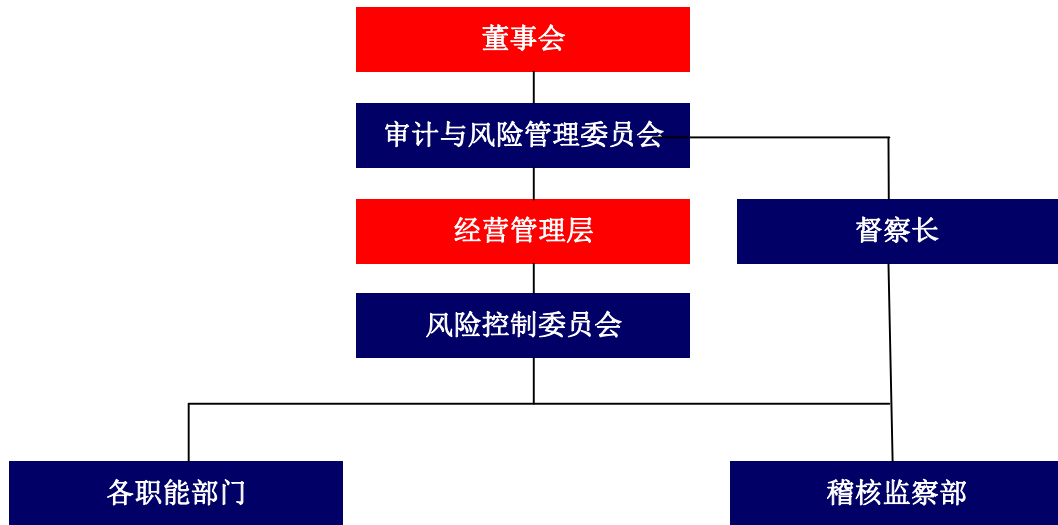 董事会
审计与风险管理委员会
经营管理层
督察长
风险控制委员会
各职能部门
稽核监察部